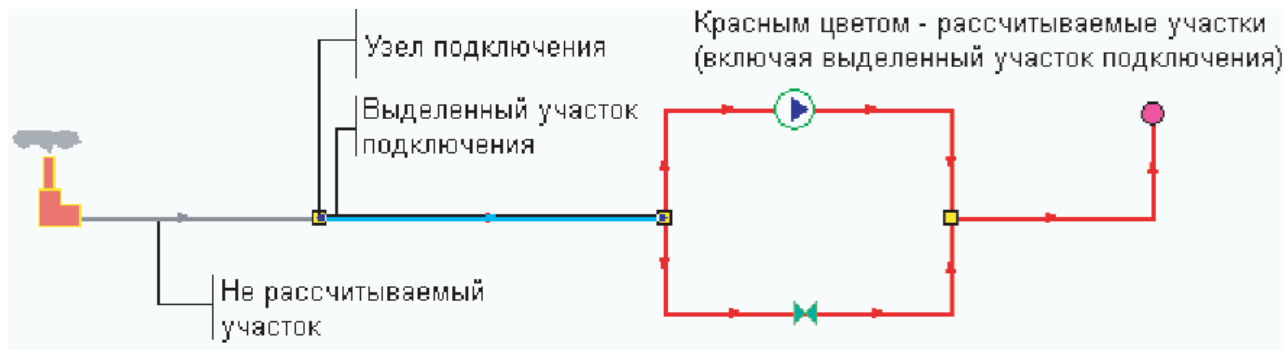 Узел подключения
Красным цветом - рассчитываемые участки
(включая выделенный участок подключения)
Выделенный участок
подключения
Не рассчитываемый
участок